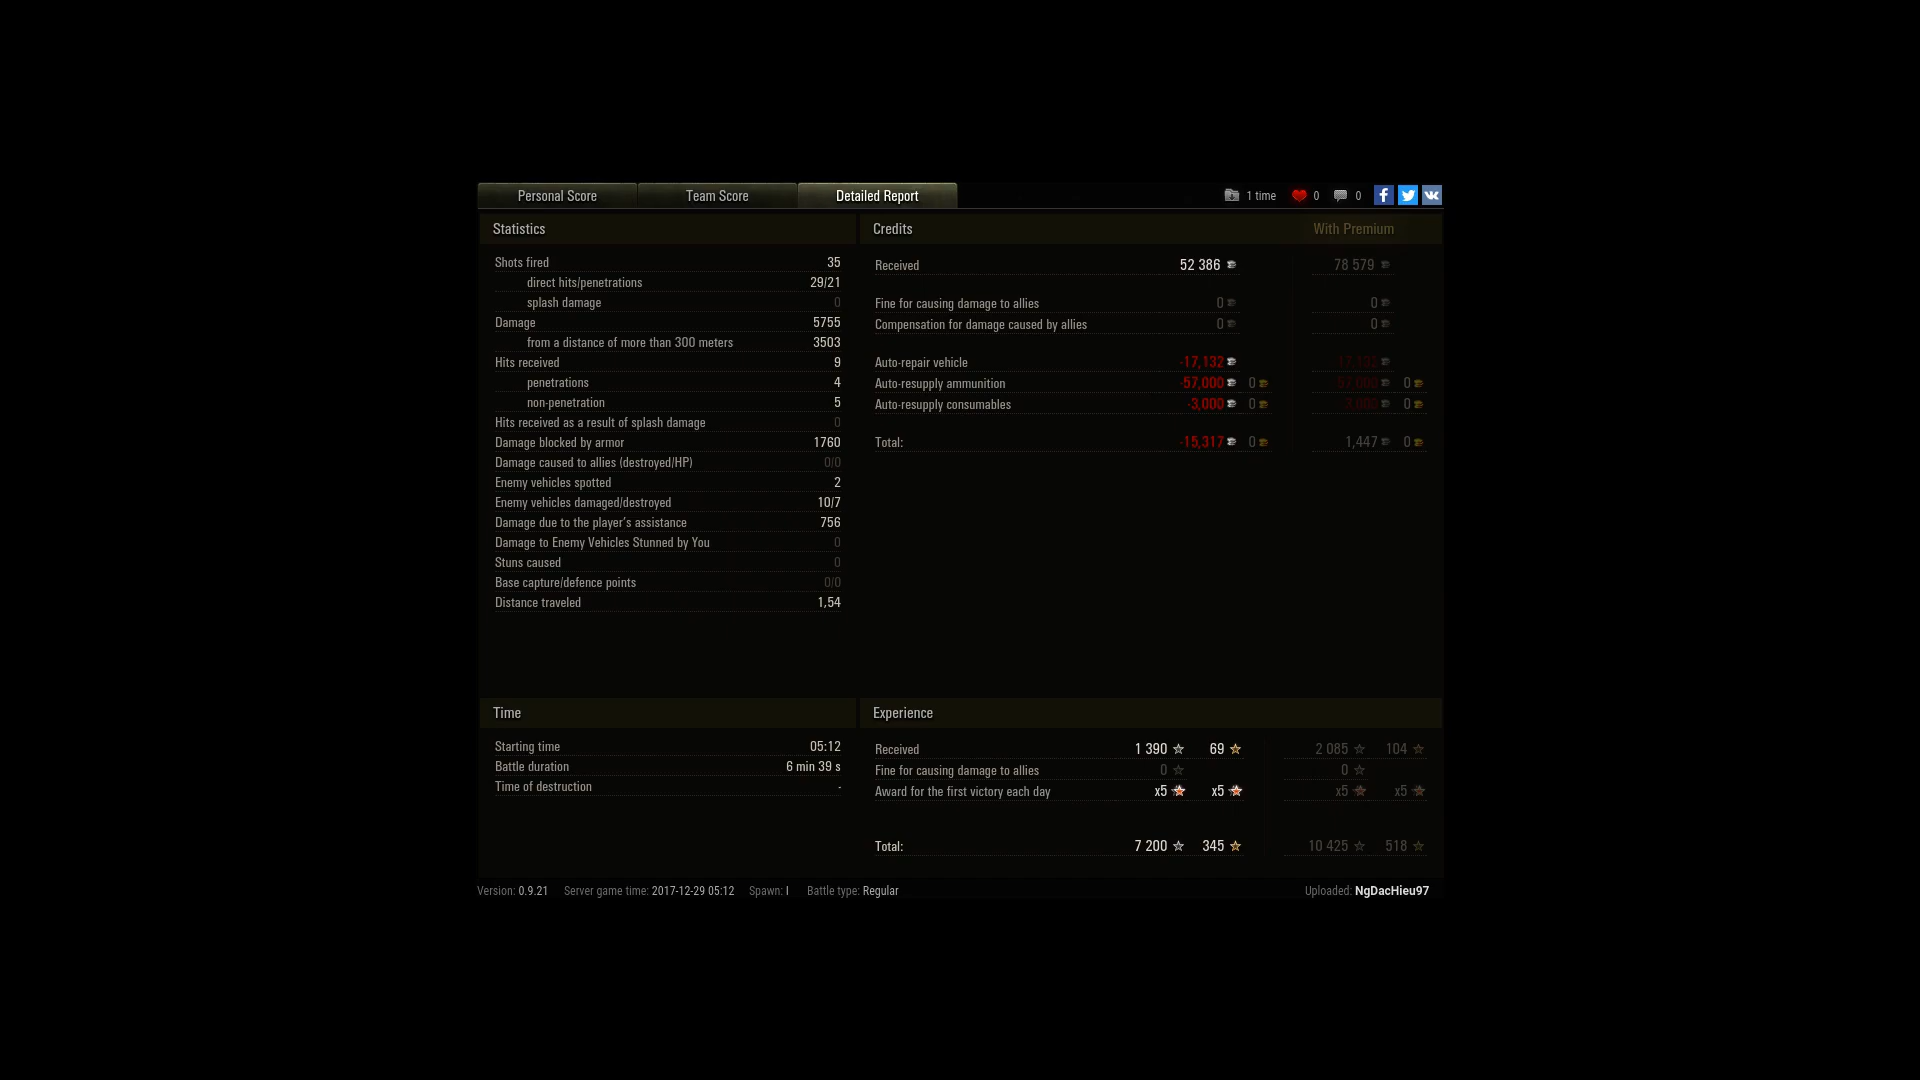 Personal Score Team Score Detailed Report 1 time 0 0
Statistics
Shots fired 35
direct hits/penetrations 29/21
splash damage 0
Damage 5755
from a distance of more than 300 meters 3503
Hits received 9
penetrations 4
non-penetration 5
Hits received as a result of splash damage 0
Damage blocked by armor 1760
Damage caused to allies (destroyed/HP) 0/0
Enemy vehicles spotted 2
Enemy vehicles damaged/destroyed 10/7
Damage due to the player's assistance 756
Damage to Enemy Vehicles Stunned by You 0
Stuns caused 0
Base capture/defence points 0/0
Distance traveled 1,54
Credits With Premium
Received 52 386 78 579
Fine for causing damage to allies 0 0
Compensation for damage caused by allies 0 0
Auto-repair vehicle -17,132 -17,132
Auto-resupply ammunition -57,000 0 -57,000 0
Auto-resupply consumables -3,000 0 -3,000 0
Total: -15,317 0 1,447 0
Time
Starting time 05:12
Battle duration 6 min 39 s
Time of destruction -
Experience
Received 1 390 69 2 085 104
Fine for causing damage to allies 0 0
Award for the first victory each day x5 x5 x5 x5
Total: 7 200 345 10 425 518
Version: 0.9.21 Server game time: 2017-12-29 05:12 Spawn: I Battle type: Regular Uploaded: NgDacHieu97